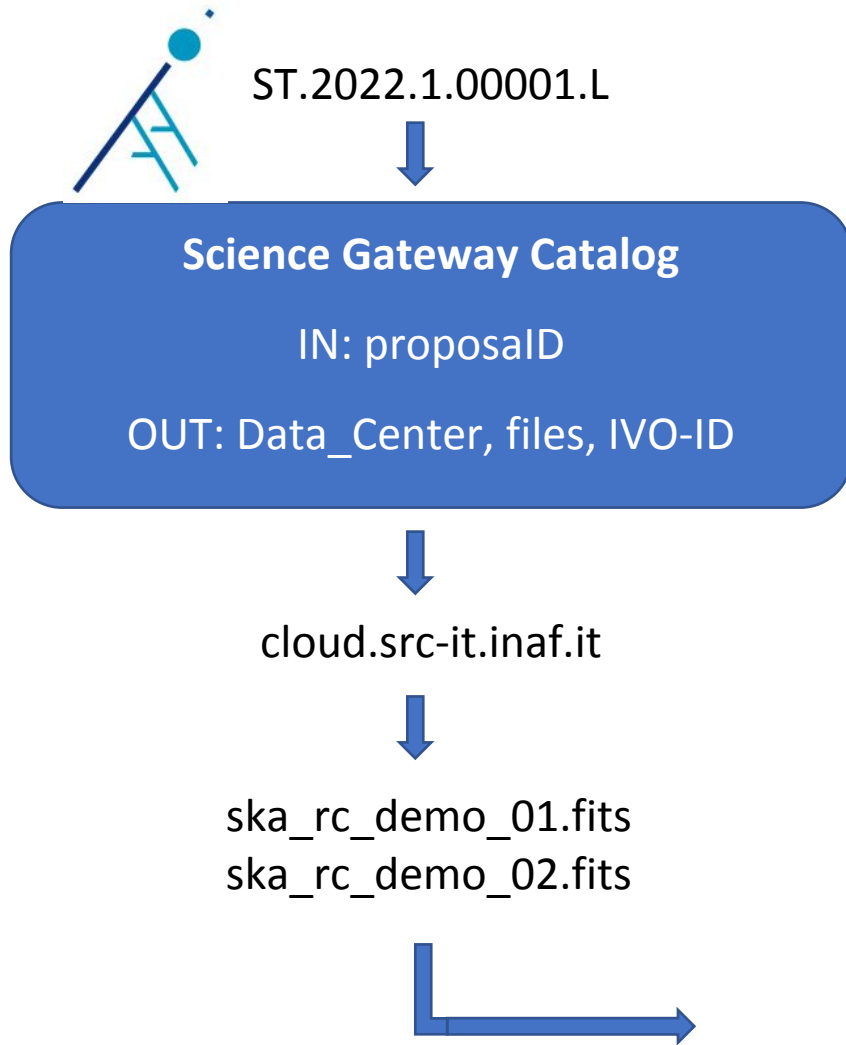 ST.2022.1.00001.L
Science Gateway Catalog
IN: proposalD
OUT: Data_Center, files, IVO-ID
cloud.src-it.inaf.it
ska_rc_demo_01.fits
ska_rc_demo_02.fits